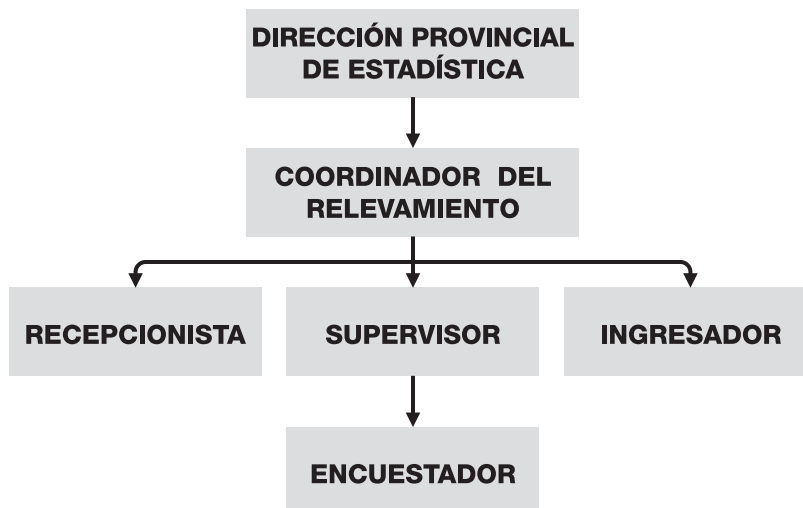 DIRECCIÓN PROVINCIAL
DE ESTADÍSTICA
COORDINADOR DEL
RELEVAMIENTO
RECEPCIONISTA
SUPERVISOR
INGRESADOR
ENCUESTADOR